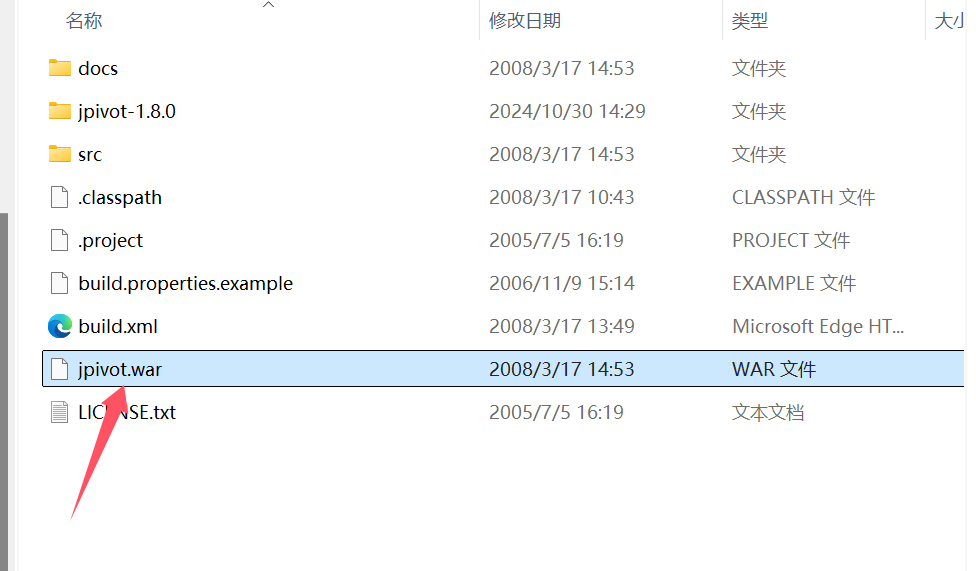 名称 修改日期 类型 大小
docs 2008/3/17 14:53 文件夹
jpivot-1.8.0 2024/10/30 14:29 文件夹
src 2008/3/17 14:53 文件夹
.classpath 2008/3/17 10:43 CLASSPATH 文件
.project 2005/7/5 16:19 PROJECT 文件
build.properties.example 2006/11/9 15:14 EXAMPLE 文件
build.xml 2008/3/17 13:49 Microsoft Edge HT...
jpivot.war 2008/3/17 14:53 WAR 文件
LICENSE.txt 2005/7/5 16:19 文本文档